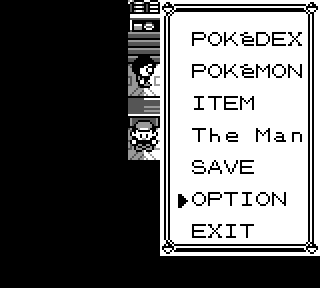 POKéDEX
POKéMON
ITEM
The Man
SAVE
OPTION
EXIT